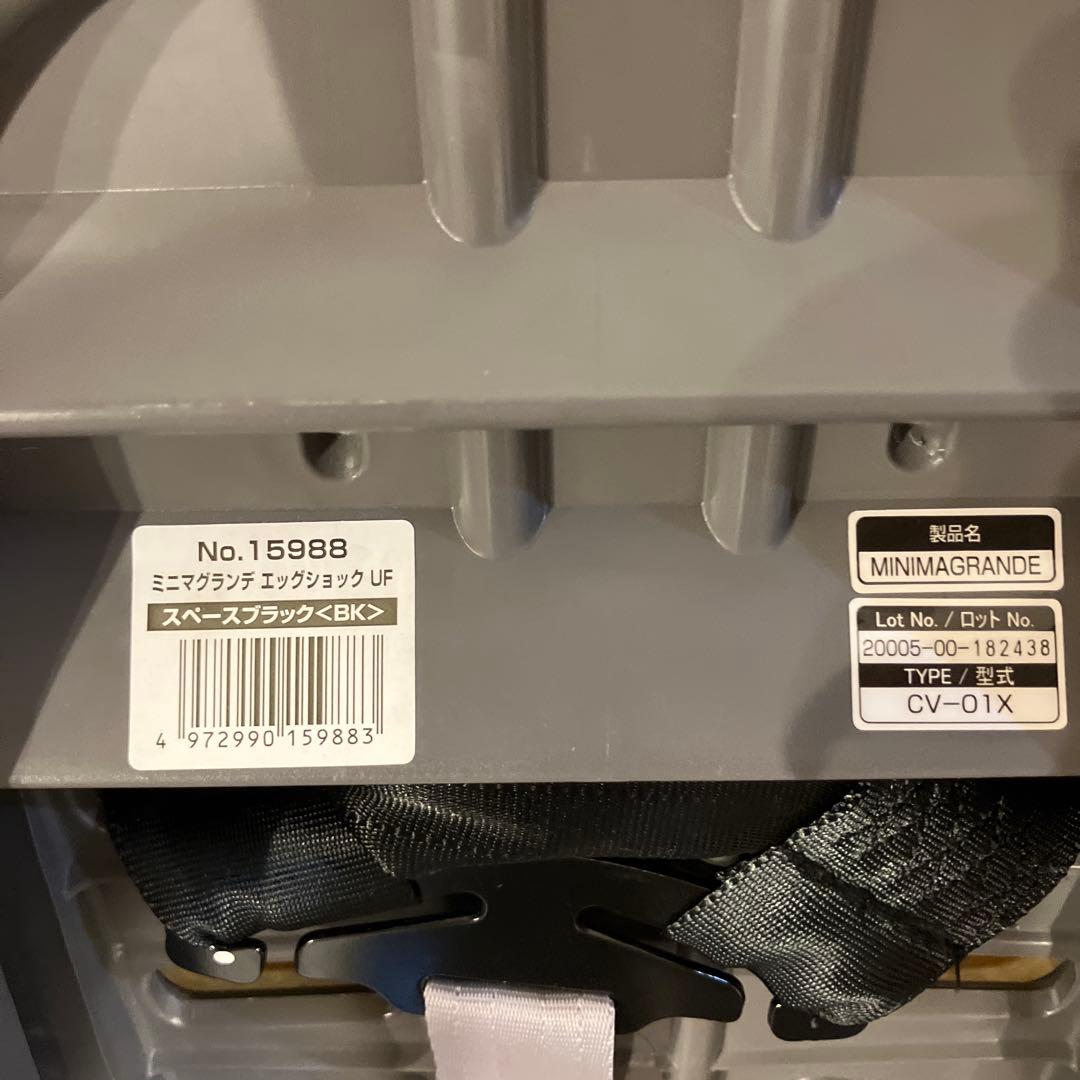 No.15988
ミニマグランデ エッグショック UF
スペースブラック<BK>
4 972990 159883
製品名
MINIMAGRANDE
Lot No. / ロット No.
20005-00-182438
TYPE / 型式
CV-01X